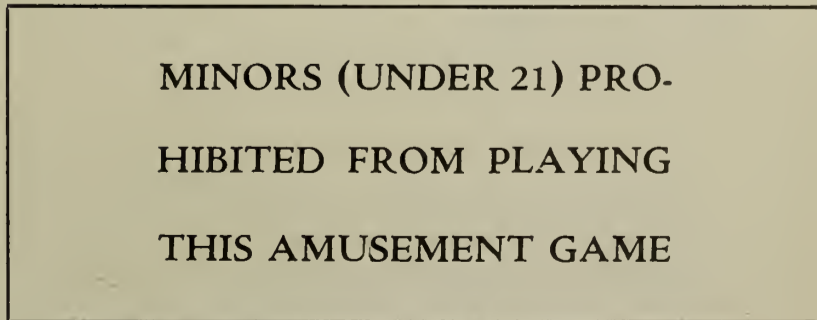 MINORS (UNDER 21) PRO-
HIBITED FROM PLAYING
THIS AMUSEMENT GAME